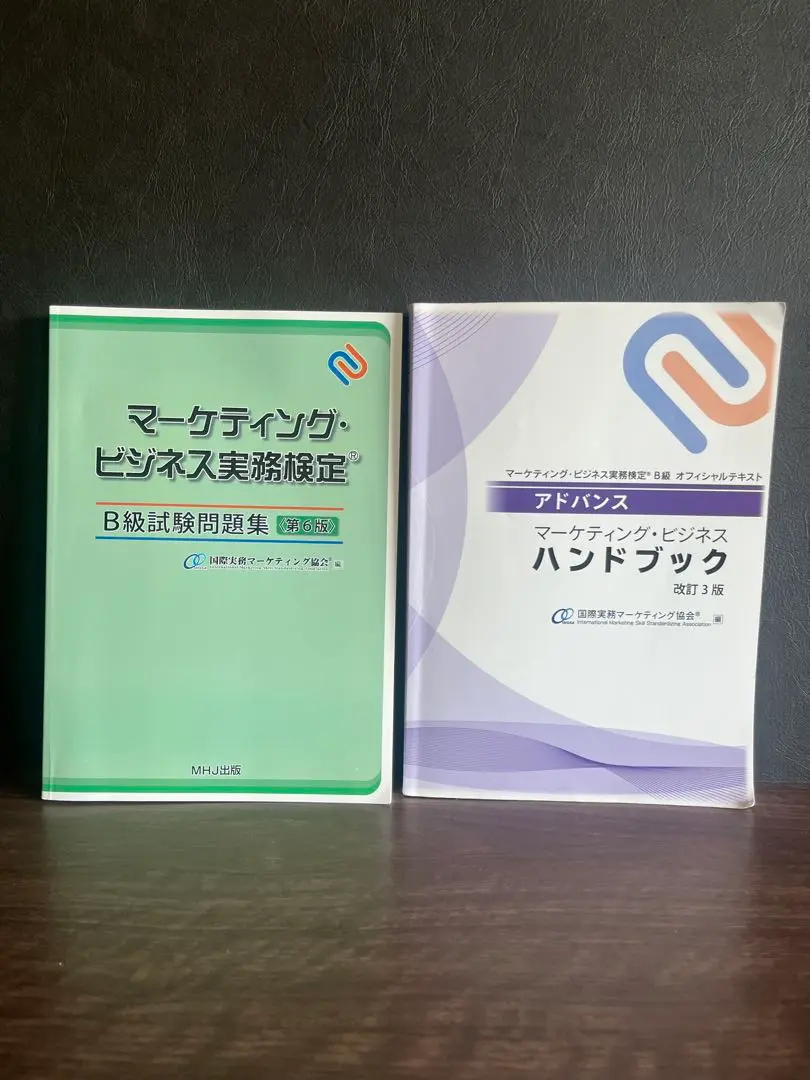 マーケティング・
ビジネス実務検定®
B級試験問題集〈第6版〉
国際実務マーケティング協会® 編
International Marketing Skill Standardizing Association
MHJ出版
マーケティング・ビジネス実務検定® B級 オフィシャルテキスト
アドバンス
マーケティング・ビジネス
ハンドブック
改訂3版
国際実務マーケティング協会® 編
International Marketing Skill Standardizing Association